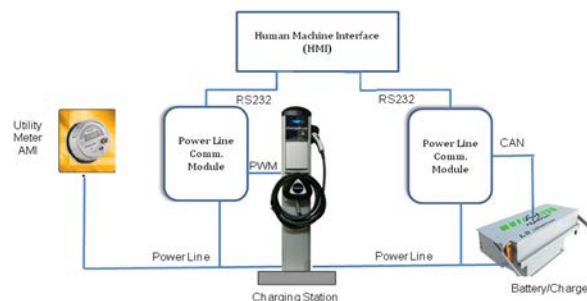 Human Machine Interface
(HMI)
RS232
RS232
Utility
Meter
AMI
Power Line
Comm.
Module
PWM
Power Line
Comm.
Module
CAN
Power Line
Power Line
Battery/Charge
Charging Station